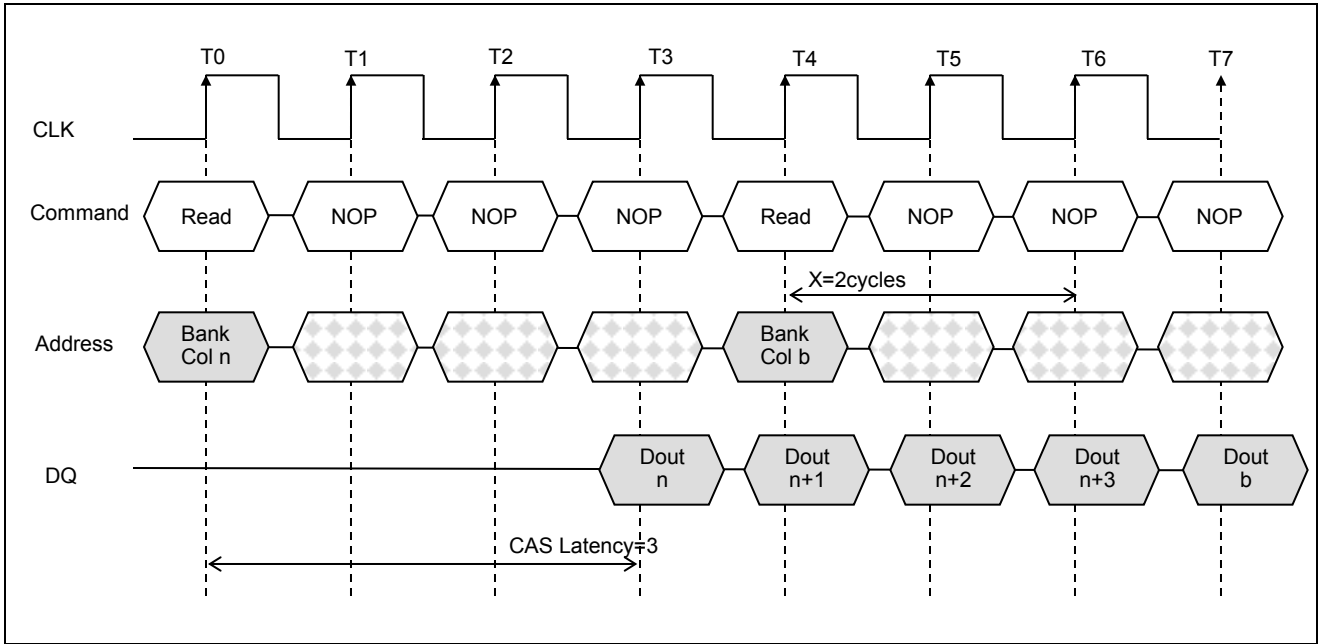 T0 T1 T2 T3 T4 T5 T6 T7
CLK
Command Read NOP NOP NOP Read NOP NOP NOP
X=2cycles
Address Bank Col n Bank Col b
DQ Dout n Dout n+1 Dout n+2 Dout n+3 Dout b
CAS Latency=3